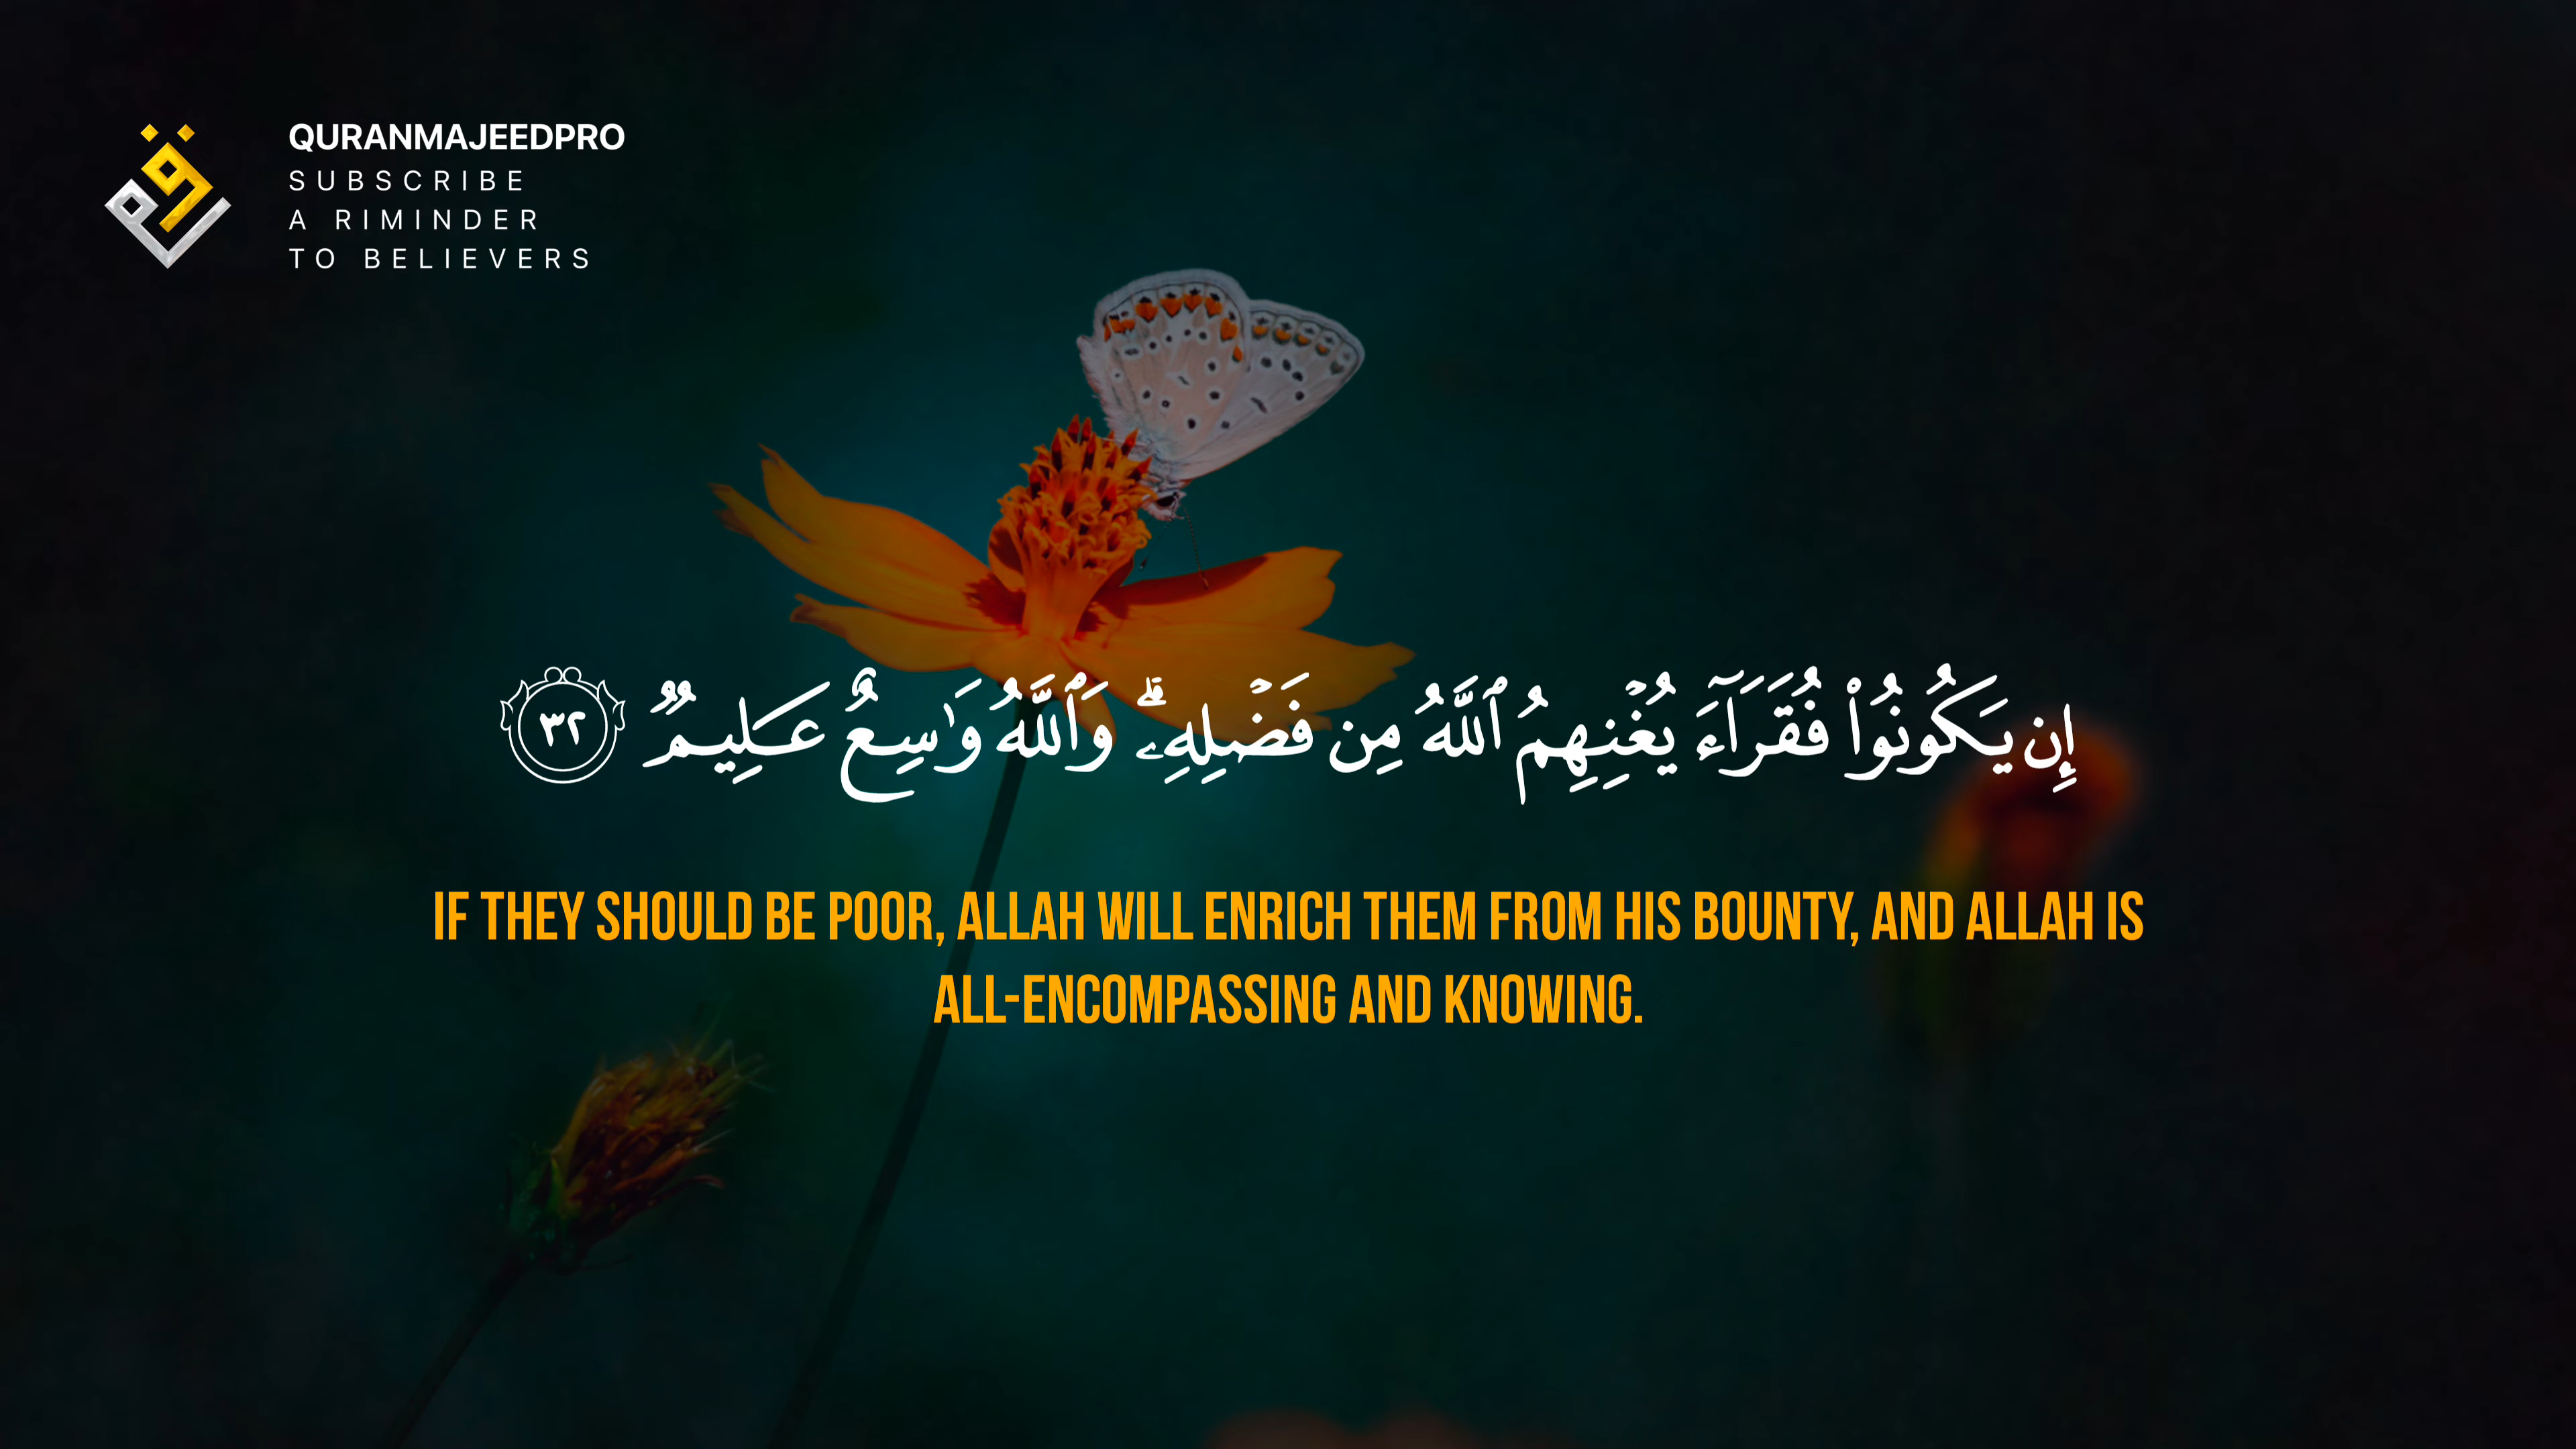 QURANMAJEEDPRO
SUBSCRIBE
A RIMINDER
TO BELIEVERS
إِن يَكُونُوا۟ فُقَرَآءَ يُغْنِهِمُ ٱللَّهُ مِن فَضْلِهِۦ ۗ وَٱللَّهُ وَٰسِعٌ عَلِيمٌ ٣٢
IF THEY SHOULD BE POOR, ALLAH WILL ENRICH THEM FROM HIS BOUNTY, AND ALLAH IS
ALL-ENCOMPASSING AND KNOWING.